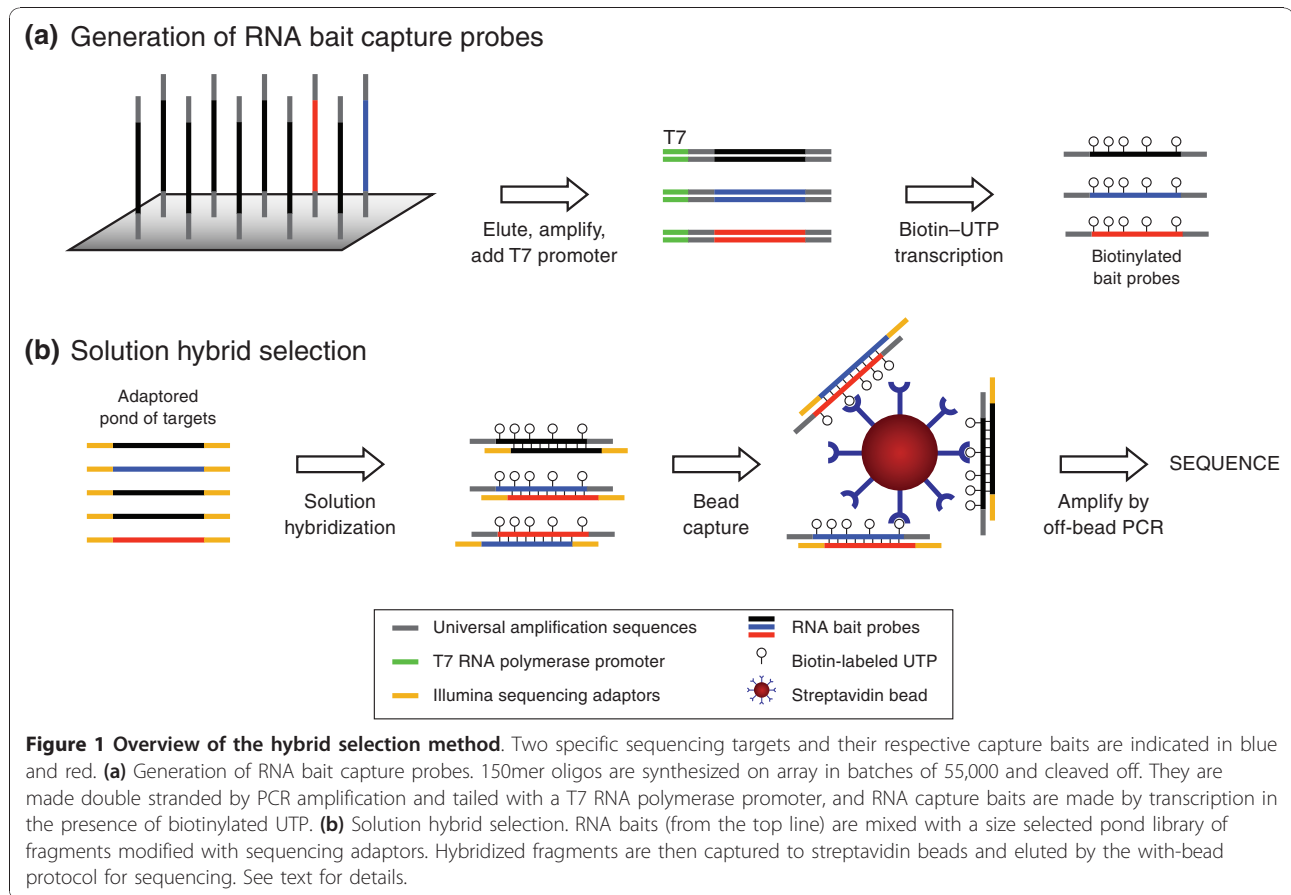 (a) Generation of RNA bait capture probes
T7
Elute, amplify,
add T7 promoter
Biotin–UTP
transcription
Biotinylated
bait probes
(b) Solution hybrid selection
Adaptored
pond of targets
Solution
hybridization
Bead
capture
Amplify by
off-bead PCR
SEQUENCE
Universal amplification sequences
T7 RNA polymerase promoter
Illumina sequencing adaptors
RNA bait probes
Biotin-labeled UTP
Streptavidin bead
Figure 1 Overview of the hybrid selection method. Two specific sequencing targets and their respective capture baits are indicated in blue
and red. (a) Generation of RNA bait capture probes. 150mer oligos are synthesized on array in batches of 55,000 and cleaved off. They are
made double stranded by PCR amplification and tailed with a T7 RNA polymerase promoter, and RNA capture baits are made by transcription in
the presence of biotinylated UTP. (b) Solution hybrid selection. RNA baits (from the top line) are mixed with a size selected pond library of
fragments modified with sequencing adaptors. Hybridized fragments are then captured to streptavidin beads and eluted by the with-bead
protocol for sequencing. See text for details.